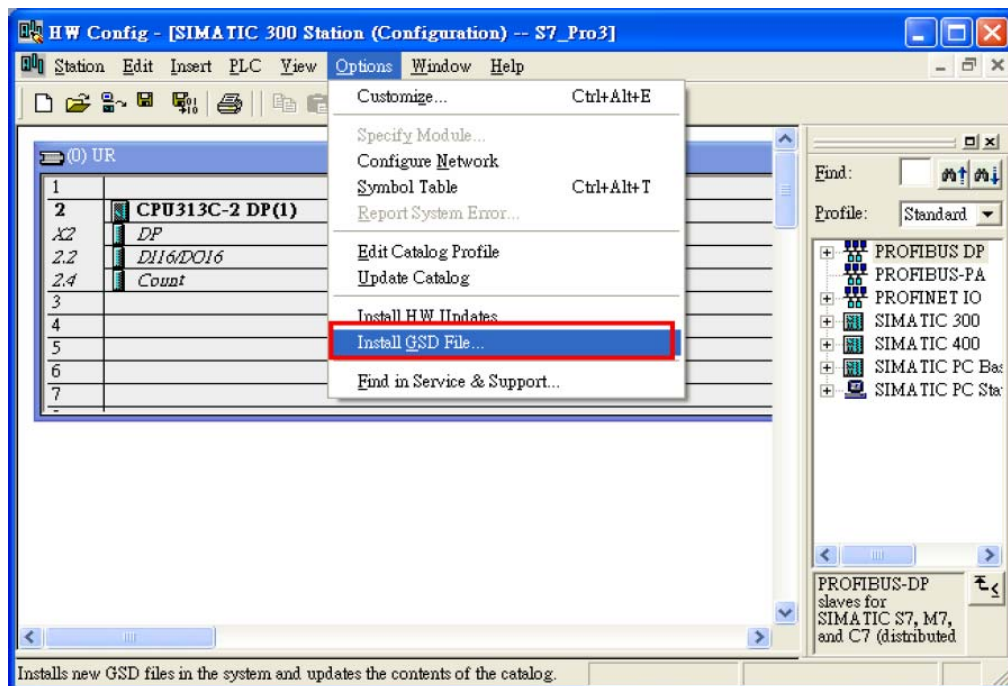 HW Config - [SIMATIC 300 Station (Configuration) -- S7_Pro3]
Station Edit Insert PLC View Options Window Help
Customize... Ctrl+Alt+E
Specify Module...
Configure Network
Symbol Table Ctrl+Alt+T
Report System Error...
Edit Catalog Profile
Update Catalog
Install HW Updates
Install GSD File...
Find in Service & Support...
(0) UR
1
2 CPU313C-2 DP(1)
X2 DP
2.2 DI16/DO16
2.4 Count
3
4
5
6
7
Find:
Profile: Standard
PROFIBUS DP
PROFIBUS-PA
PROFINET IO
SIMATIC 300
SIMATIC 400
SIMATIC PC Bas
SIMATIC PC Sta
PROFIBUS-DP
slaves for
SIMATIC S7, M7,
and C7 (distributed
Installs new GSD files in the system and updates the contents of the catalog.